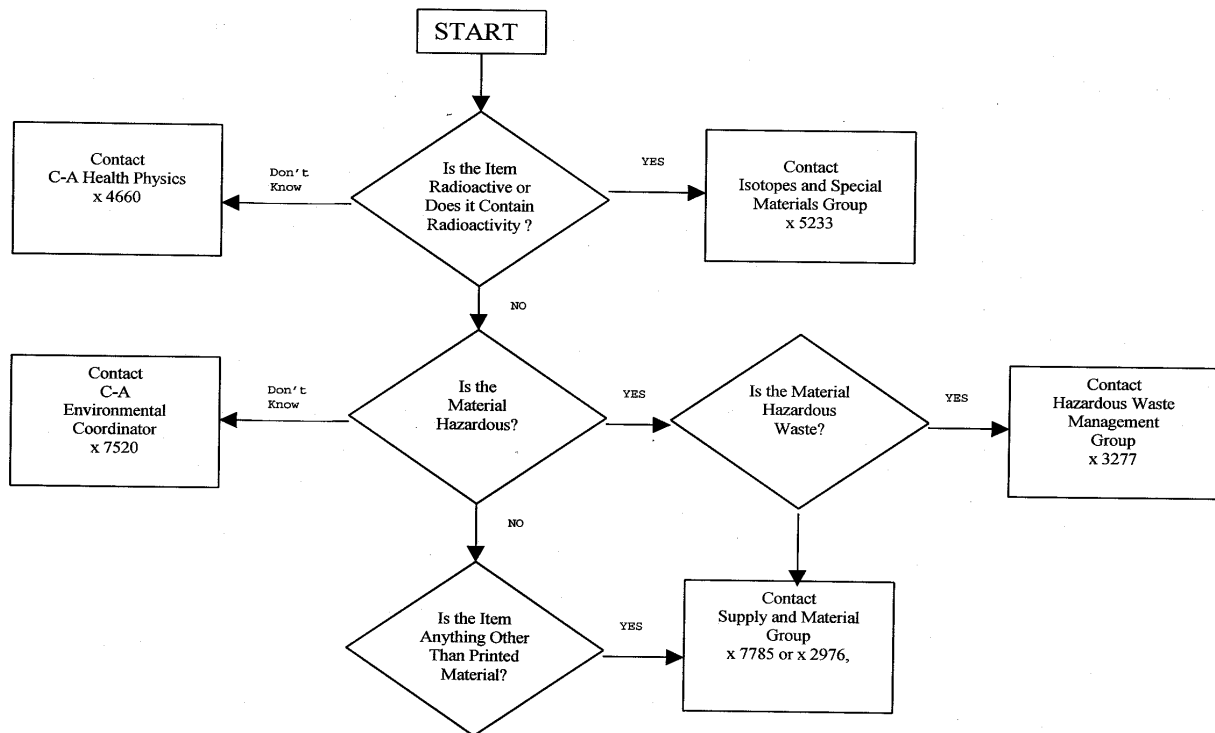 START
Contact
C-A Health Physics
x 4660
Don't
Know
Is the Item
Radioactive or
Does it Contain
Radioactivity ?
YES
Contact
Isotopes and Special
Materials Group
x 5233
NO
Contact
C-A
Environmental
Coordinator
x 7520
Don't
Know
Is the
Material
Hazardous?
YES
Is the Material
Hazardous
Waste?
YES
Contact
Hazardous Waste
Management
Group
x 3277
NO
Is the Item
Anything Other
Than Printed
Material?
YES
Contact
Supply and Material
Group
x 7785 or x 2976,